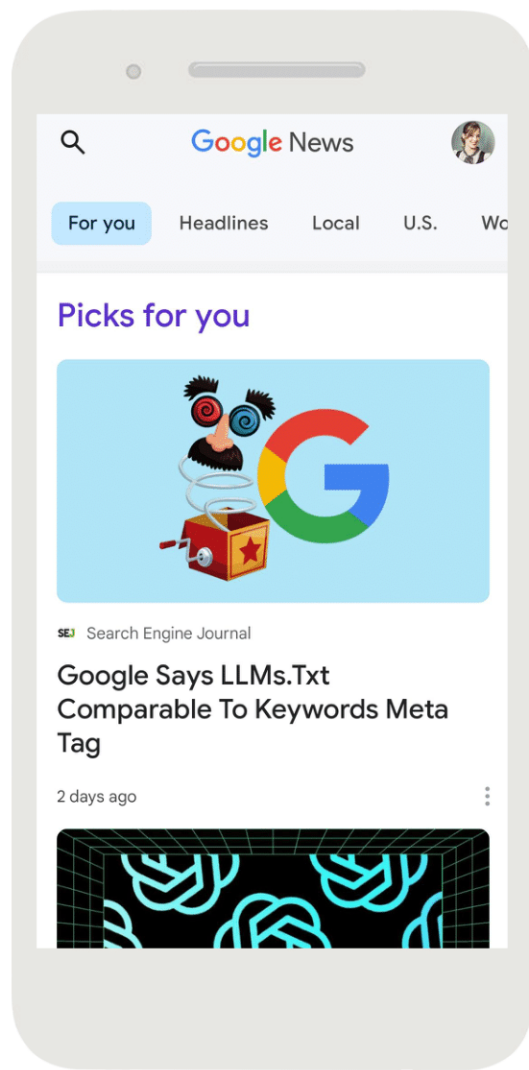 Google News
For you Headlines Local U.S. Wo
Picks for you
G
SEJ Search Engine Journal
Google Says LLMs.Txt
Comparable To Keywords Meta
Tag
2 days ago